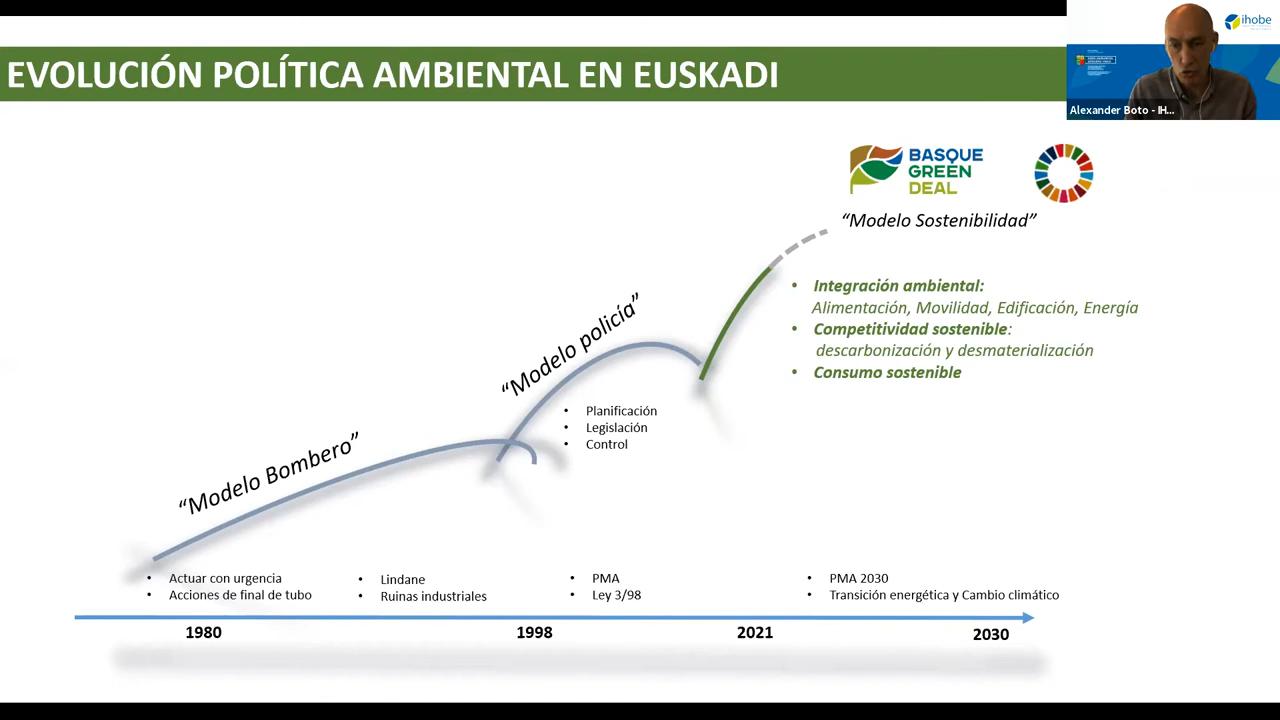 ihobe
EVOLUCIÓN POLÍTICA AMBIENTAL EN EUSKADI
Alexander Boto - IH...
BASQUE
GREEN
DEAL
“Modelo Sostenibilidad”
• Integración ambiental:
Alimentación, Movilidad, Edificación, Energía
• Competitividad sostenible:
descarbonización y desmaterialización
• Consumo sostenible
“Modelo policía”
• Planificación
• Legislación
• Control
“Modelo Bombero”
• Actuar con urgencia
• Acciones de final de tubo
• Lindane
• Ruinas industriales
• PMA
• Ley 3/98
• PMA 2030
• Transición energética y Cambio climático
1980
1998
2021
2030